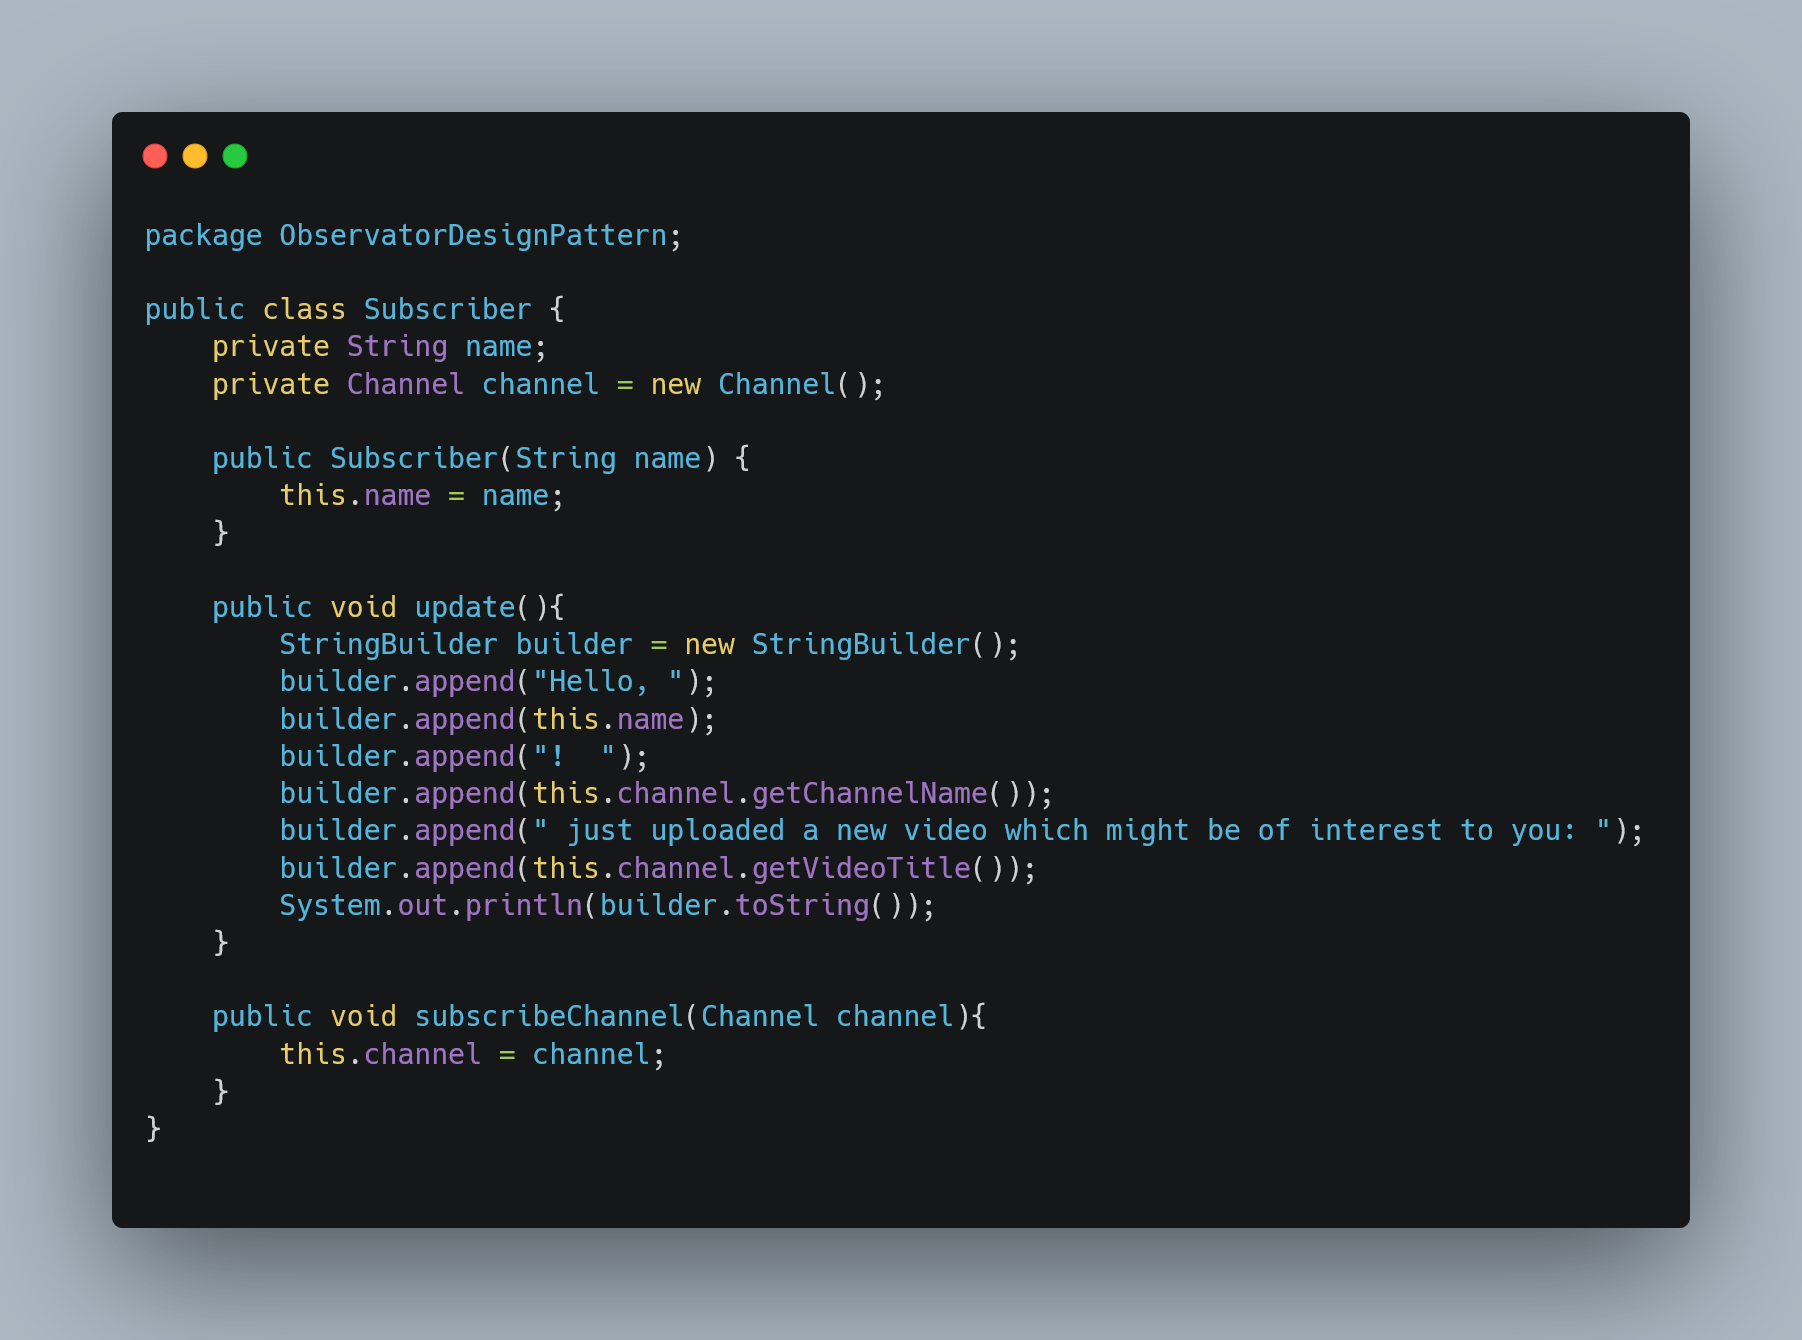 package ObservatorDesignPattern;
public class Subscriber {
    private String name;
    private Channel channel = new Channel();
    public Subscriber(String name) {
        this.name = name;
    }
    public void update(){
        StringBuilder builder = new StringBuilder();
        builder.append("Hello, ");
        builder.append(this.name);
        builder.append("!  ");
        builder.append(this.channel.getChannelName());
        builder.append(" just uploaded a new video which might be of interest to you: ");
        builder.append(this.channel.getVideoTitle());
        System.out.println(builder.toString());
    }
    public void subscribeChannel(Channel channel){
        this.channel = channel;
    }
}